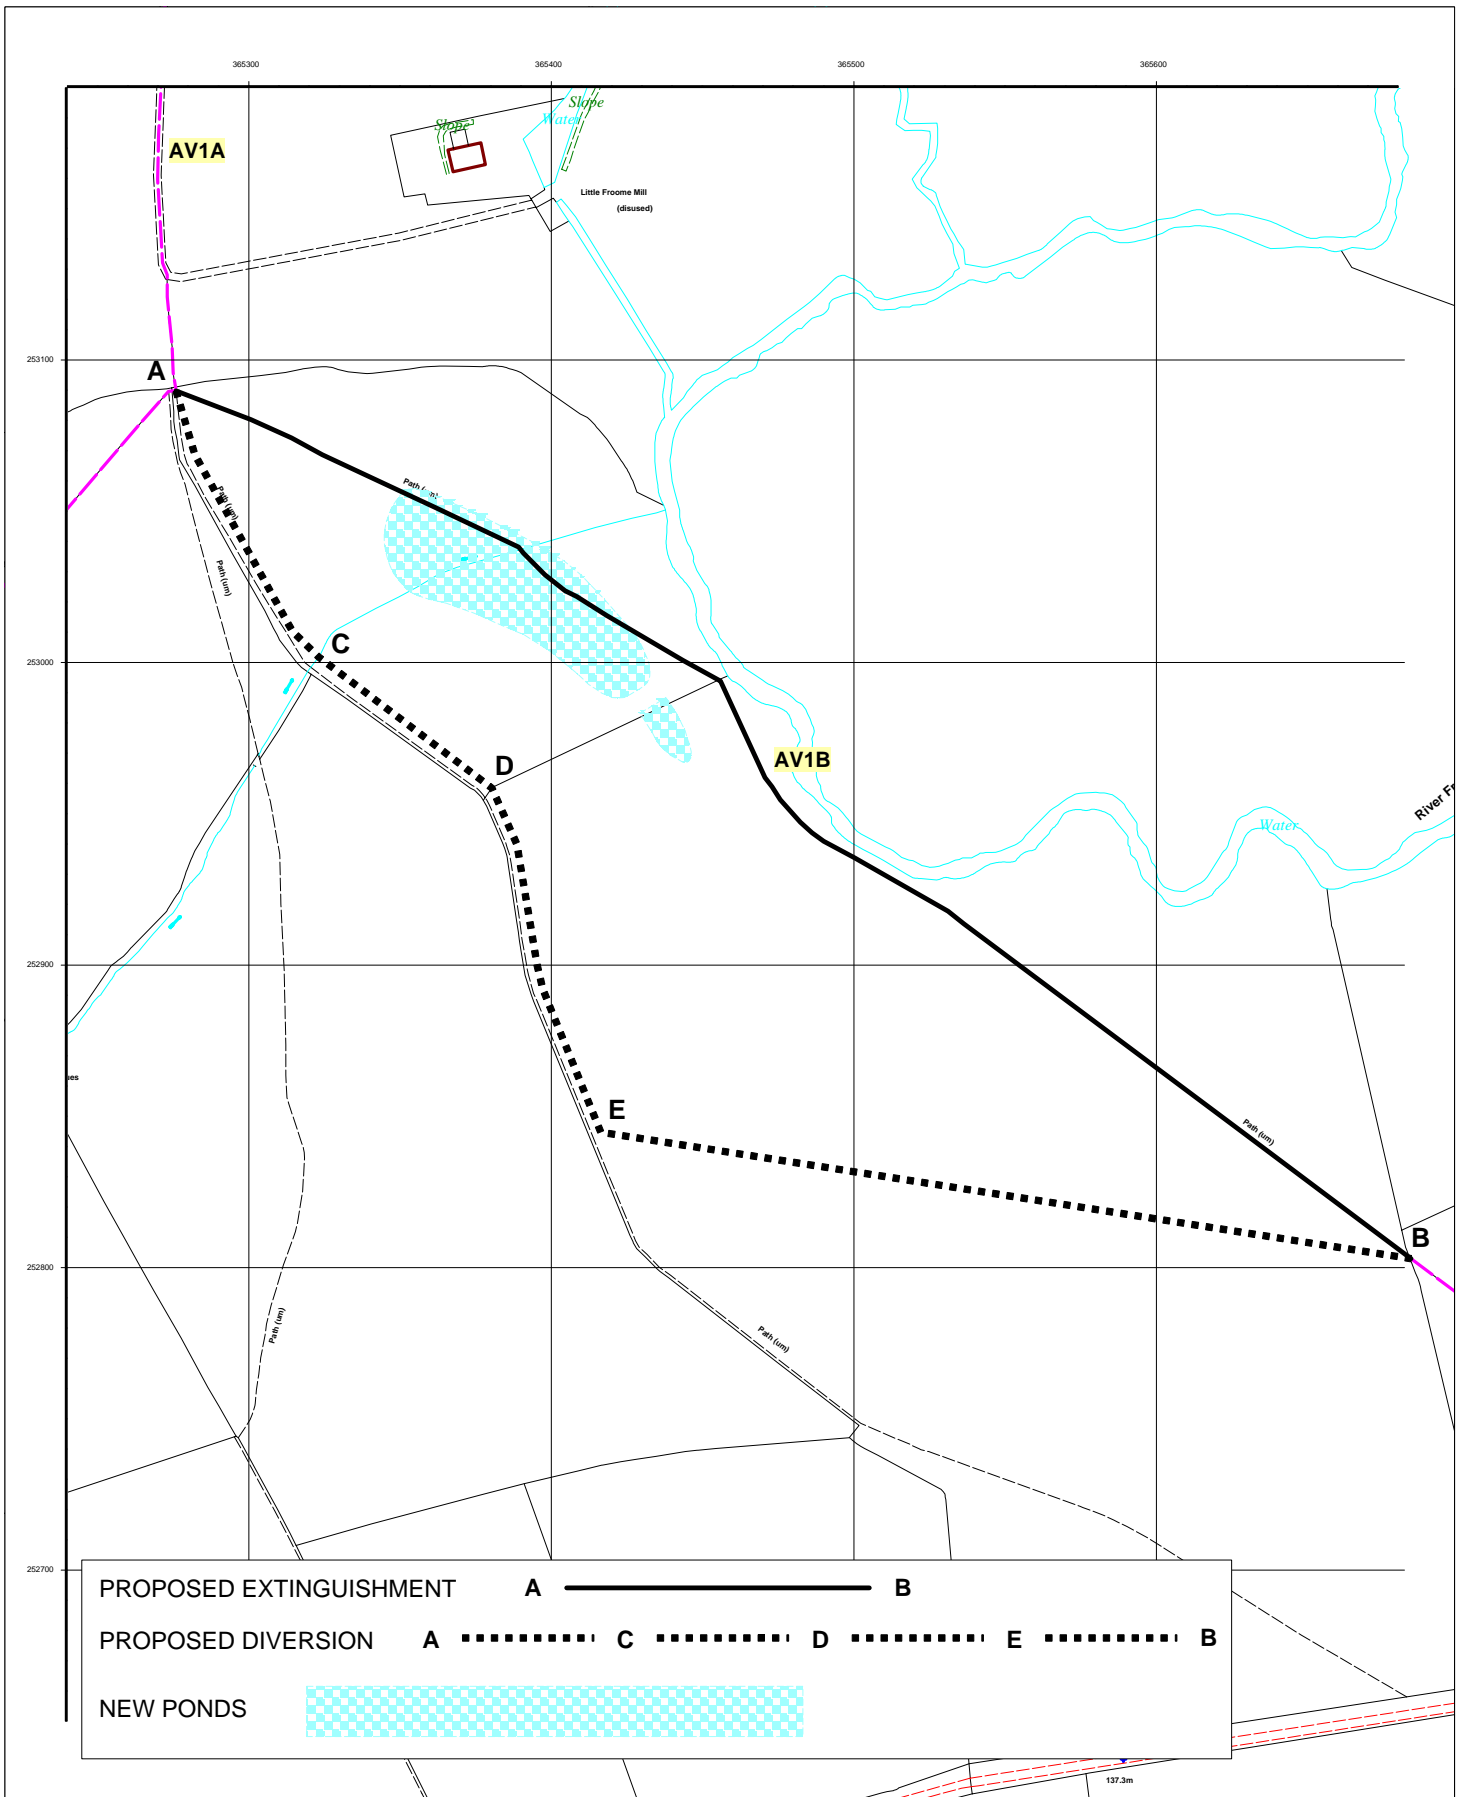 365300 365400 365500 365600
Slope
Slope
Water
AV1A
Little Froome Mill
(disused)
253100
A
Path (um)
Path (um)
C
253000
D
AV1B
River Fr
Water
252900
E
Path (um)
B
252800
Path (um)
Path (um)
252700
PROPOSED EXTINGUISHMENT A B
PROPOSED DIVERSION A C D E B
NEW PONDS
137.3m